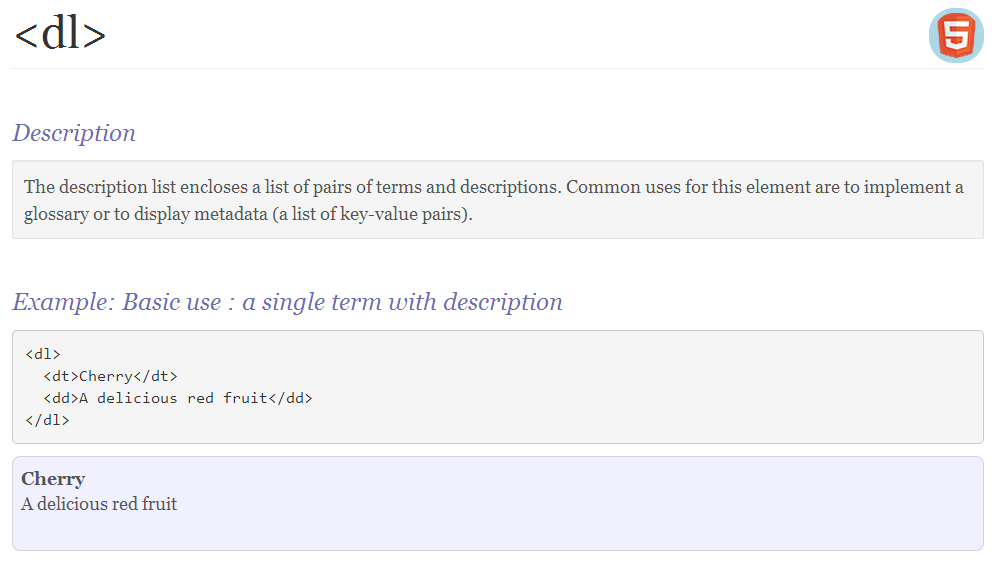 <dl>
5
Description
The description list encloses a list of pairs of terms and descriptions. Common uses for this element are to implement a
glossary or to display metadata (a list of key-value pairs).
Example: Basic use : a single term with description
<dl>
  <dt>Cherry</dt>
  <dd>A delicious red fruit</dd>
</dl>
Cherry
A delicious red fruit